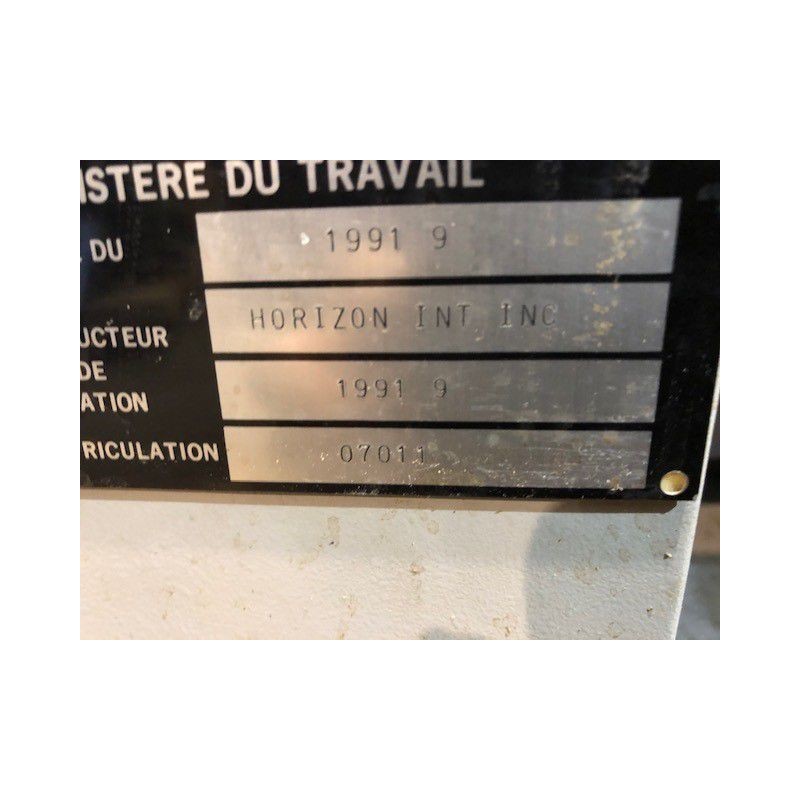 ISTERE DU TRAVAIL
DU 1991 9
HORIZON INT INC
UCTEUR
DE 1991 9
ATION
RICULATION 07011